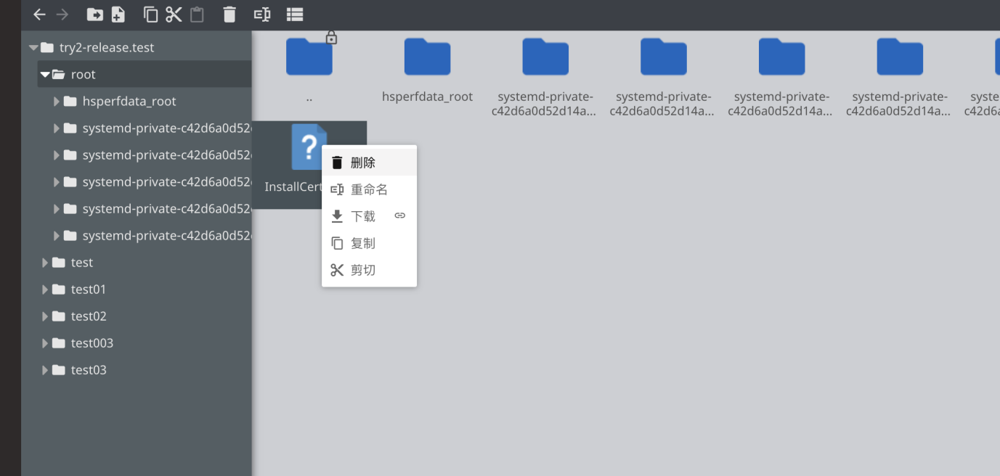 try2-release.test
root
hsperfdata_root
systemd-private-c42d6a0d52
systemd-private-c42d6a0d52
systemd-private-c42d6a0d52
systemd-private-c42d6a0d52
systemd-private-c42d6a0d52
test
test01
test02
test003
test03
..
hsperfdata_root
systemd-private-
c42d6a0d52d14a...
systemd-private-
c42d6a0d52d14a...
systemd-private-
c42d6a0d52d14a...
systemd-private-
c42d6a0d52d14a...
syste
c42d6
InstallCert
删除
重命名
下载
复制
剪切